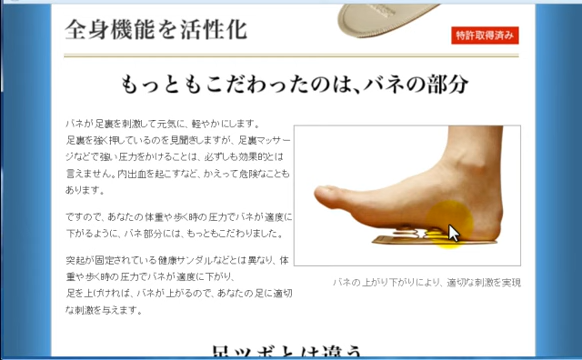 全身機能を活性化
特許取得済み
もっともこだわったのは、バネの部分
バネが足裏を刺激して元気に、軽やかにします。
足裏を強く押しているのを見聞きしますが、足裏マッサー
ジなどで強い圧力をかけることは、必ずしも効果的とは
言えません。内出血を起こすなど、かえって危険なことも
あります。
ですので、あなたの体重や歩く時の圧力でバネが適度に
下がるように、バネ部分には、もっともこだわりました。
突起が固定されている健康サンダルなどとは異なり、体
重や歩く時の圧力でバネが適度に下がり、
足を上げければ、バネが上がるので、あなたの足に適切
な刺激を与えます。
バネの上がり下がりにより、適切な刺激を実現
足ツボとは違う